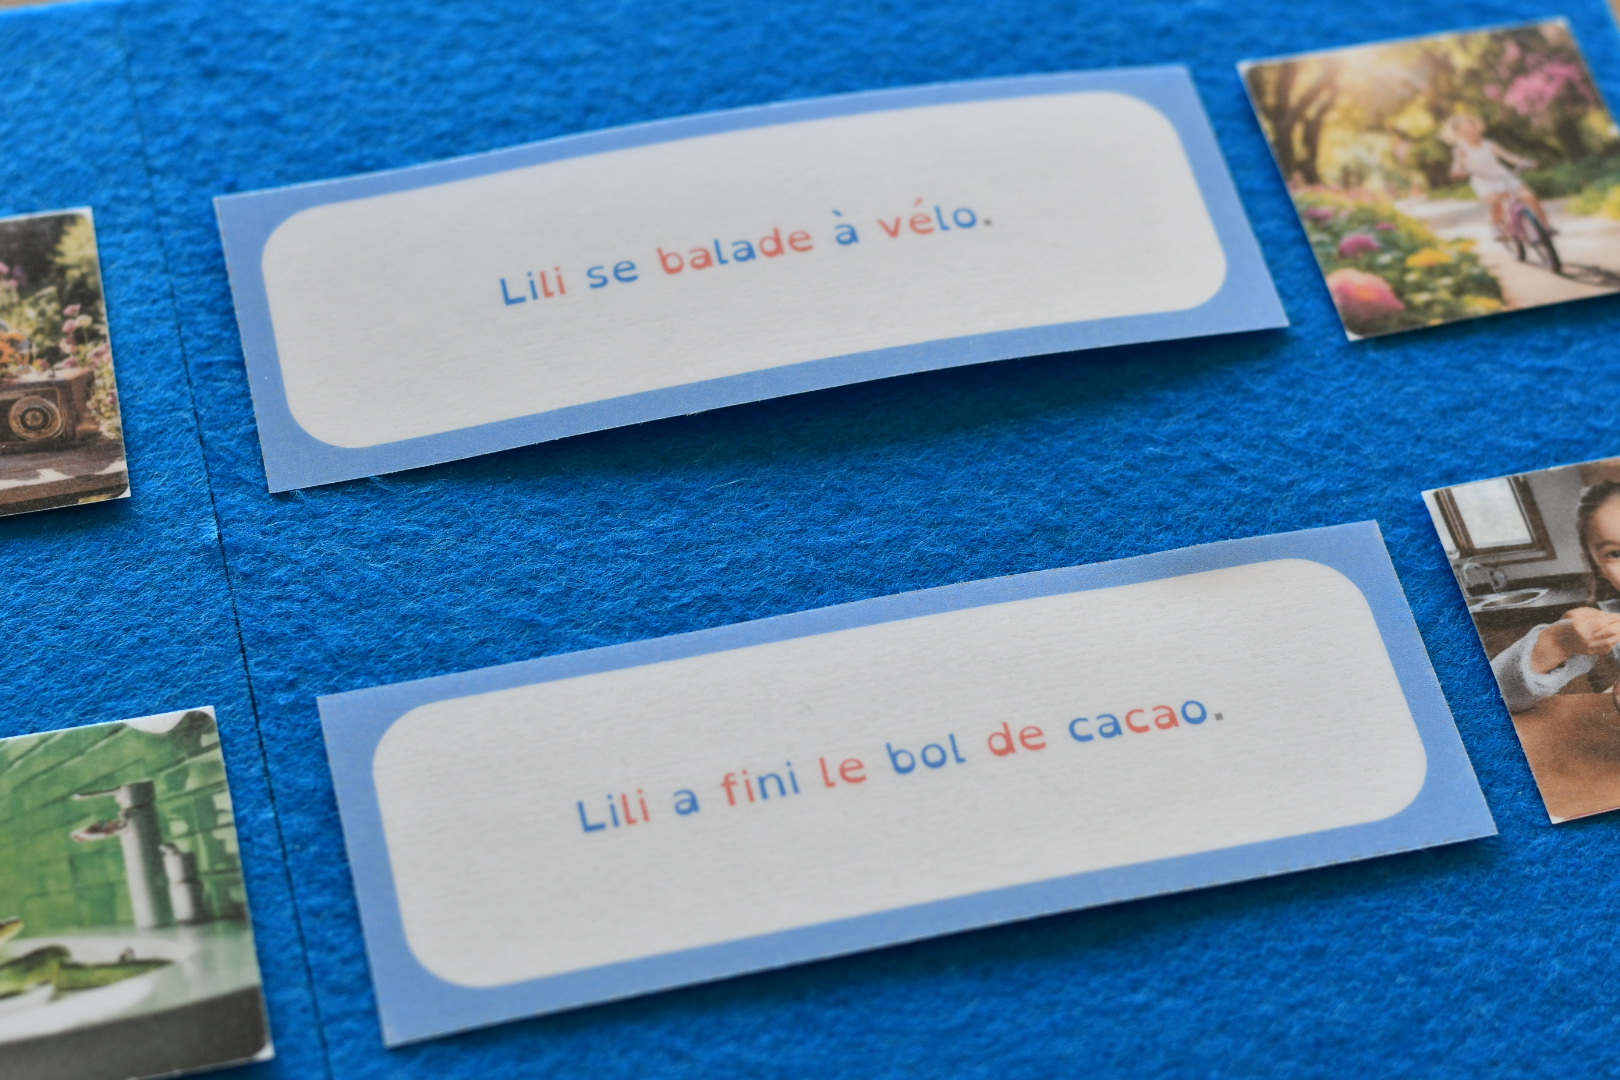 Lili se balade à vélo.
Lili a fini le bol de cacao.